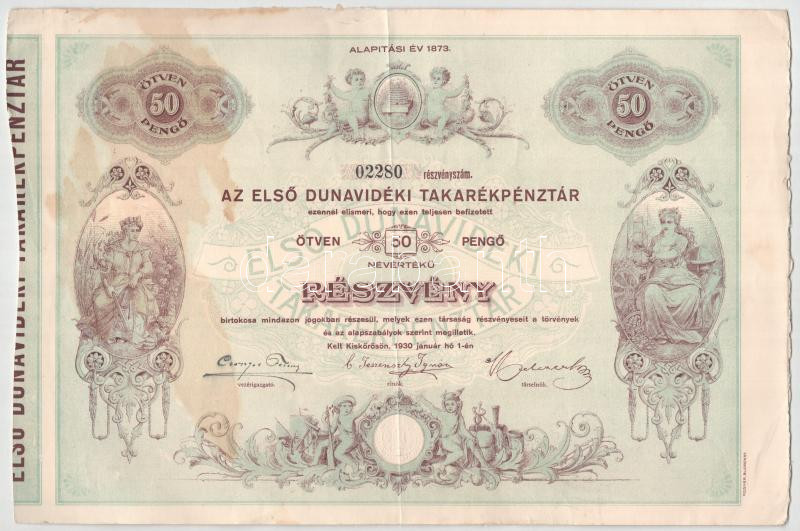 ALAPITÁSI ÉV 1873.
ÖTVEN
50
PENGŐ
ÖTVEN
50
PENGŐ
02280 részvényszám.
AZ ELSŐ DUNAVIDÉKI TAKARÉKPÉNZTÁR
ezennel elismeri, hogy ezen teljesen befizetett
ÖTVEN 50 PENGŐ
NÉVÉRTÉKŰ
RÉSZVÉNY
birtokosa mindazon jogokban részesül, melyek ezen társaság részvényeseit a törvények
és az alapszabályok szerint megilletik.
Kelt Kiskőrösön, 1930 január hó 1-én
vezérigazgató. elnök. társelnök.
ELSŐ DUNAVIDÉKI TAKARÉKPÉNZTÁR
ELSŐ DUNAVIDÉKI